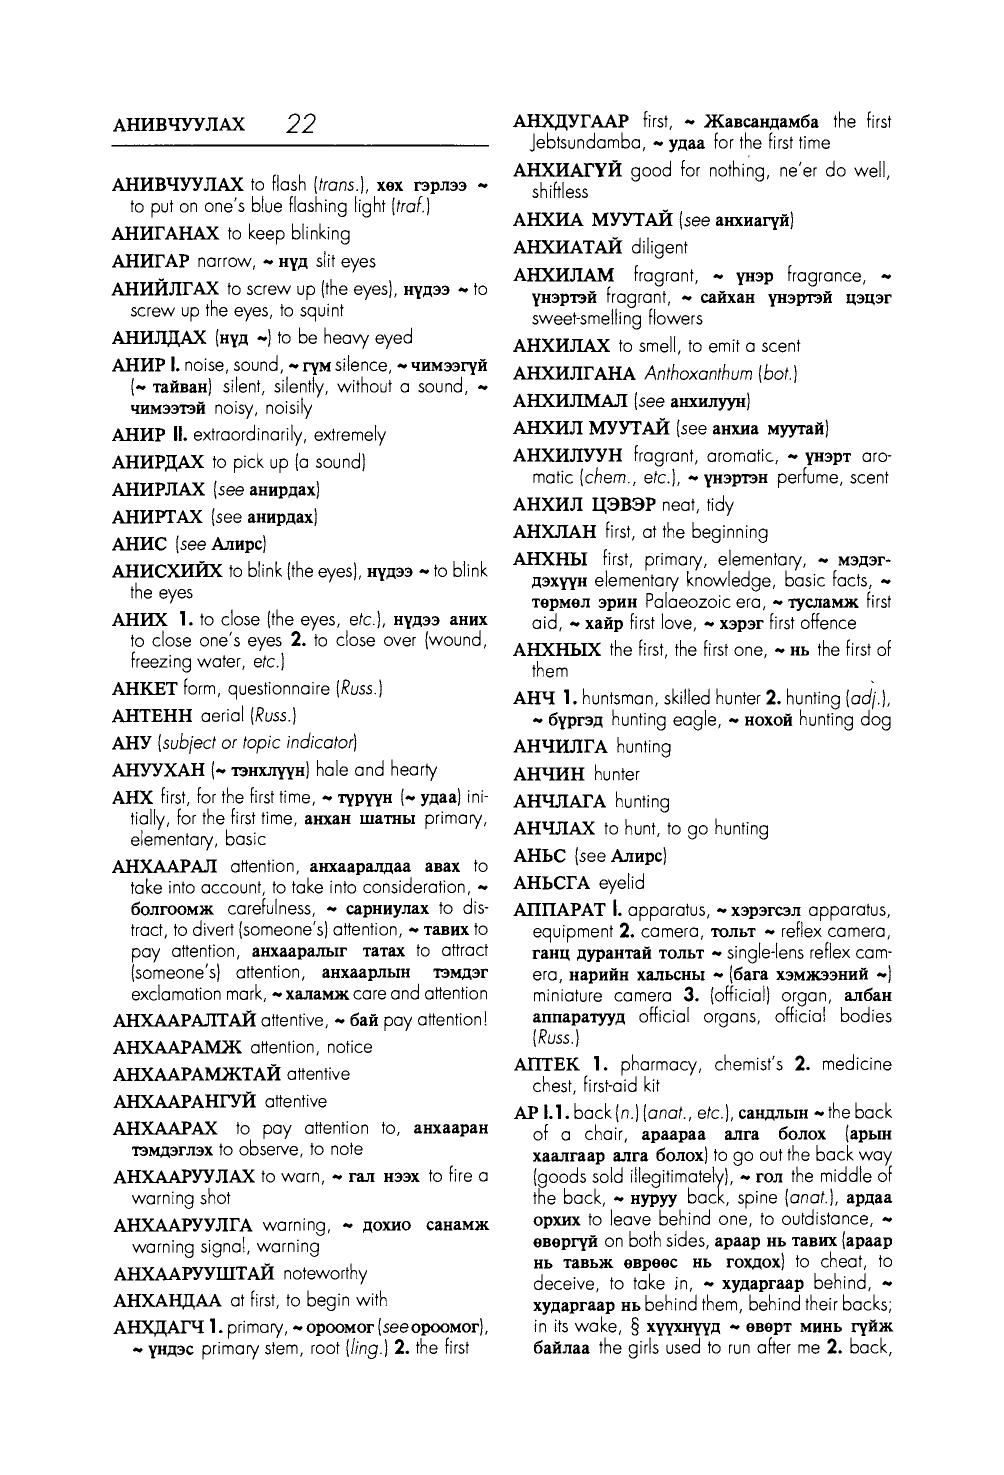 АНИВЧУУЛАХ 22
АНИВЧУУЛАХ to flash (trans.), хөх гэрлээ ~
to put on one's blue flashing light (traf.)
АНИГАНАХ to keep blinking
АНИГАР narrow, ~ нүд slit eyes
АНИЙЛГАХ to screw up (the eyes), нүдээ ~ to
screw up the eyes, to squint
АНИЛДАХ (нүд ~) to be heavy eyed
АНИР I. noise, sound, ~ гүм silence, ~ чимээгүй
(~ тайван) silent, silently, without a sound, ~
чимээтэй noisy, noisily
АНИР II. extraordinarily, extremely
АНИРДАХ to pick up (a sound)
АНИРЛАХ (see анирдах)
АНИРТАХ (see анирдах)
АНИС (see Алирс)
АНИСХИЙХ to blink (the eyes), нүдээ ~ to blink
the eyes
АНИХ 1. to close (the eyes, etc.), нүдээ аних
to close one's eyes 2. to close over (wound,
freezing water, etc.)
АНКЕТ form, questionnaire (Russ.)
АНТЕНН aerial (Russ.)
АНУ (subject or topic indicator)
АНУУХАН (~ тэнхлүүн) hale and hearty
АНХ first, for the first time, ~ түрүүн (~ удаа) ini-
tially, for the first time, анхан шатны primary,
elementary, basic
АНХААРАЛ attention, анхааралдаа авах to
take into account, to take into consideration, ~
болгоомж carefulness, ~ сарниулах to dis-
tract, to divert (someone's) attention, ~ тавих to
pay attention, анхааралыг татах to attract
(someone's) attention, анхаарлын тэмдэг
exclamation mark, ~ халамж care and attention
АНХААРАЛТАЙ attentive, ~ бай pay attention!
АНХААРАМЖ attention, notice
АНХААРАМЖТАЙ attentive
АНХААРАНГУЙ attentive
АНХААРАХ to pay attention to, анхааран
тэмдэглэх to observe, to note
АНХААРУУЛАХ to warn, ~ гал нээх to fire a
warning shot
АНХААРУУЛГА warning, ~ дохио санамж
warning signal, warning
АНХААРУУШТАЙ noteworthy
АНХАНДАА at first, to begin with
АНХДАГЧ 1. primary, ~ ороомог (see ороомог),
~ үндэс primary stem, root (ling.) 2. the first
АНХДУГААР first, ~ Жавсандамба the first
Jebtsundamba, ~ удаа for the first time
АНХИАГҮЙ good for nothing, ne'er do well,
shiftless
АНХИА МУУТАЙ (see анхиагүй)
АНХИАТАЙ diligent
АНХИЛАМ fragrant, ~ үнэр fragrance, ~
үнэртэй fragrant, ~ сайхан үнэртэй цэцэг
sweet-smelling flowers
АНХИЛАХ to smell, to emit a scent
АНХИЛГАНА Anthoxanthum (bot.)
АНХИЛМАЛ (see анхилуун)
АНХИЛ МУУТАЙ (see анхиа муутай)
АНХИЛУУН fragrant, aromatic, ~ үнэрт aro-
matic (chem., etc.), ~ үнэртэн perfume, scent
АНХИЛ ЦЭВЭР neat, tidy
АНХЛАН first, at the beginning
АНХНЫ first, primary, elementary, ~ мэдэг-
дэхүүн elementary knowledge, basic facts, ~
төрмөл эрин Palaeozoic era, ~ тусламж first
aid, ~ хайр first love, ~ хэрэг first offence
АНХНЫХ the first, the first one, ~ нь the first of
them
АНЧ 1. huntsman, skilled hunter 2. hunting (adj.),
~ бүргэд hunting eagle, ~ нохой hunting dog
АНЧИЛГА hunting
АНЧИН hunter
АНЧЛАГА hunting
АНЧЛАХ to hunt, to go hunting
АНЬС (see Алирс)
АНЬСГА eyelid
АППАРАТ I. apparatus, ~ хэрэгсэл apparatus,
equipment 2. camera, тольт ~ reflex camera,
ганц дурантай тольт ~ single-lens reflex cam-
era, нарийн хальсны ~ (бага хэмжээний ~)
miniature camera 3. (official) organ, албан
аппаратууд official organs, official bodies
(Russ.)
АПТЕК 1. pharmacy, chemist's 2. medicine
chest, first-aid kit
АР I.1. back (n.) (anat., etc.), сандлын ~ the back
of a chair, араараа алга болох (арын
хаалгаар алга болох) to go out the back way
(goods sold illegitimately), ~ гол the middle of
the back, ~ нуруу back, spine (anat.), ардаа
орхих to leave behind one, to outdistance, ~
өвөргүй on both sides, араар нь тавих (араар
нь тавьж өврөөс нь гохдох) to cheat, to
deceive, to take in, ~ хударгаар behind, ~
хударгаар нь behind them, behind their backs;
in its wake, § хүүхнүүд ~ өвөрт минь гүйж
байлаа the girls used to run after me 2. back,